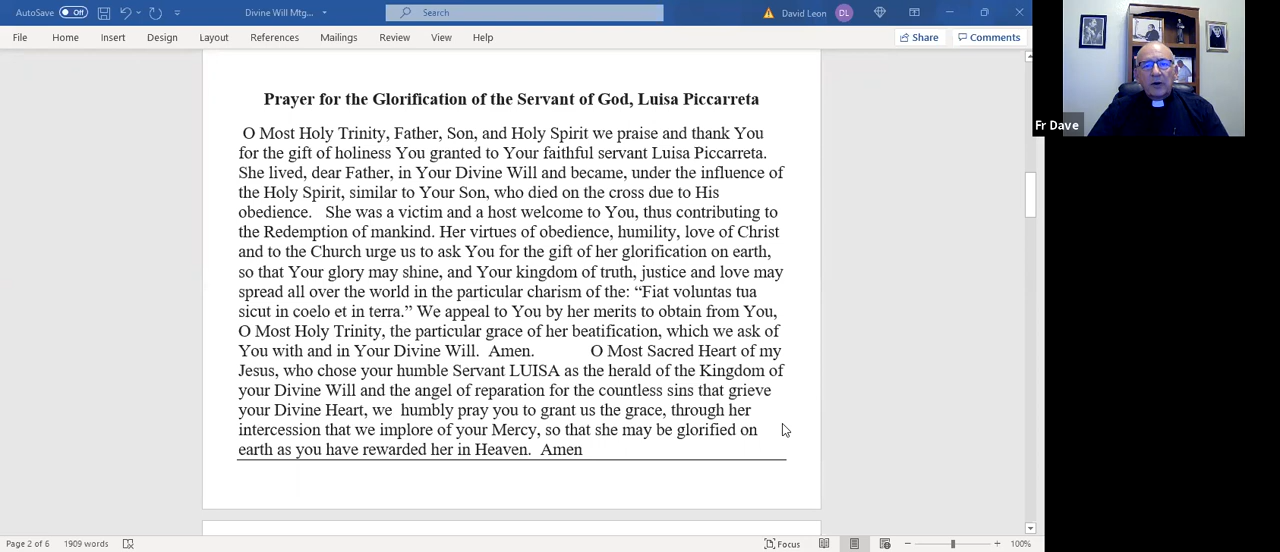 AutoSave Off Divine Will Mtg... Search David Leon DL
File Home Insert Design Layout References Mailings Review View Help Share Comments
Prayer for the Glorification of the Servant of God, Luisa Piccarreta
O Most Holy Trinity, Father, Son, and Holy Spirit we praise and thank You
for the gift of holiness You granted to Your faithful servant Luisa Piccarreta.
She lived, dear Father, in Your Divine Will and became, under the influence of
the Holy Spirit, similar to Your Son, who died on the cross due to His
obedience. She was a victim and a host welcome to You, thus contributing to
the Redemption of mankind. Her virtues of obedience, humility, love of Christ
and to the Church urge us to ask You for the gift of her glorification on earth,
so that Your glory may shine, and Your kingdom of truth, justice and love may
spread all over the world in the particular charism of the: “Fiat voluntas tua
sicut in coelo et in terra.” We appeal to You by her merits to obtain from You,
O Most Holy Trinity, the particular grace of her beatification, which we ask of
You with and in Your Divine Will. Amen. O Most Sacred Heart of my
Jesus, who chose your humble Servant LUISA as the herald of the Kingdom of
your Divine Will and the angel of reparation for the countless sins that grieve
your Divine Heart, we humbly pray you to grant us the grace, through her
intercession that we implore of your Mercy, so that she may be glorified on
earth as you have rewarded her in Heaven. Amen
Fr Dave
Page 2 of 6 1909 words Focus 100%